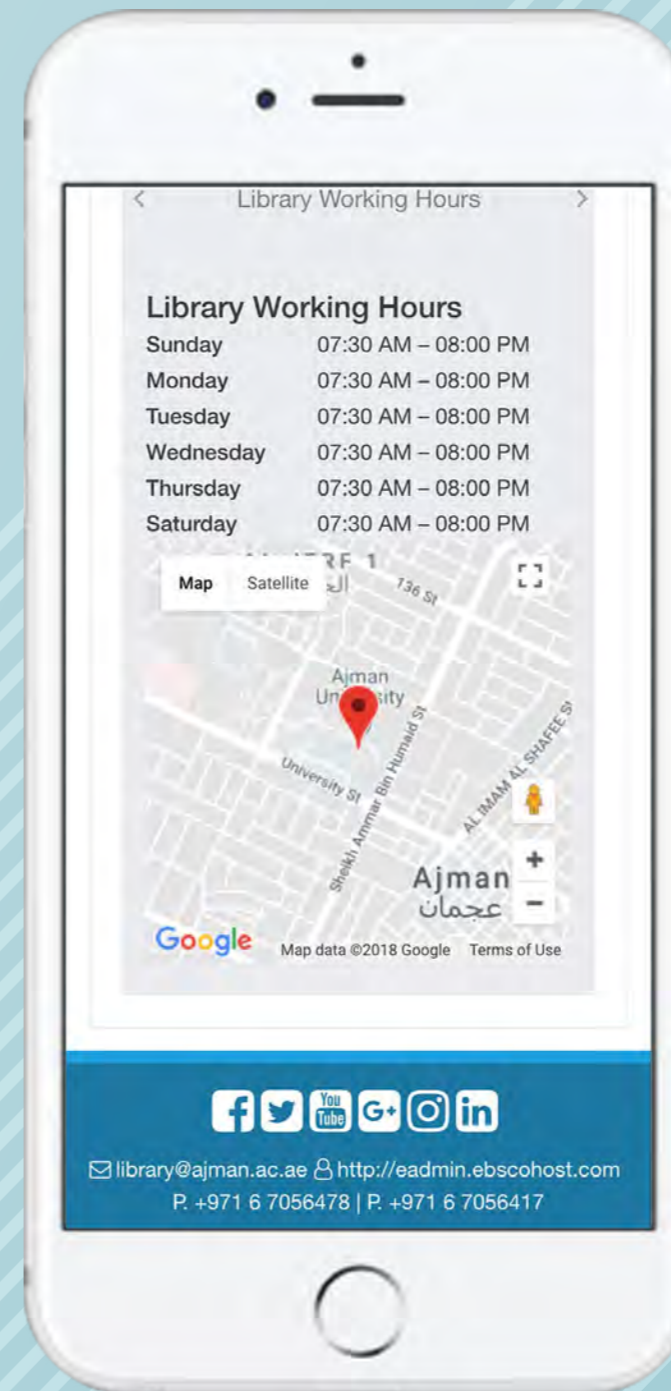 Library Working Hours
Library Working Hours
Sunday 07:30 AM – 08:00 PM
Monday 07:30 AM – 08:00 PM
Tuesday 07:30 AM – 08:00 PM
Wednesday 07:30 AM – 08:00 PM
Thursday 07:30 AM – 08:00 PM
Saturday 07:30 AM – 08:00 PM
Map Satellite
136 St
Ajman
University
University St
Sheikh Ammar Bin Humaid St
AL IMAM AL SHAFEE St
Ajman
عجمان
Google Map data ©2018 Google Terms of Use
You
Tube
G+
in
library@ajman.ac.ae http://eadmin.ebscohost.com
P. +971 6 7056478 | P. +971 6 7056417